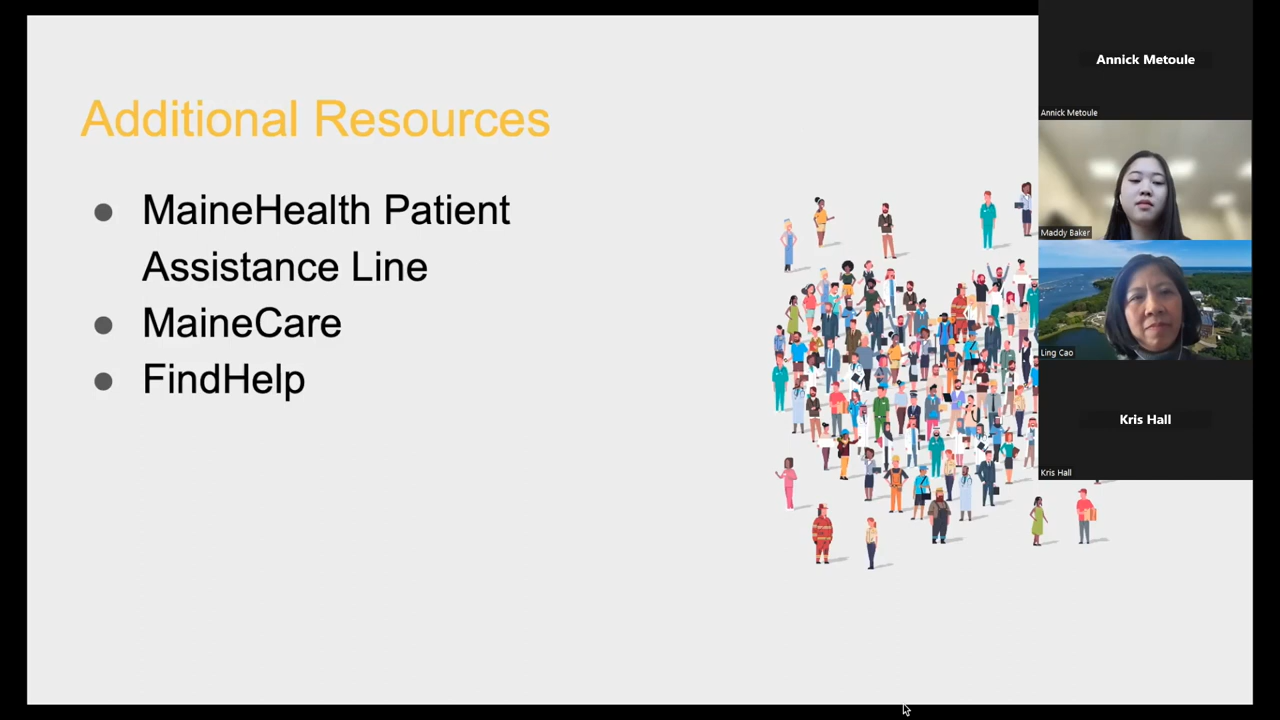 Additional Resources
● MaineHealth Patient
Assistance Line
● MaineCare
● FindHelp
Annick Metoule
Annick Metoule
Maddy Baker
Ling Cao
Kris Hall
Kris Hall